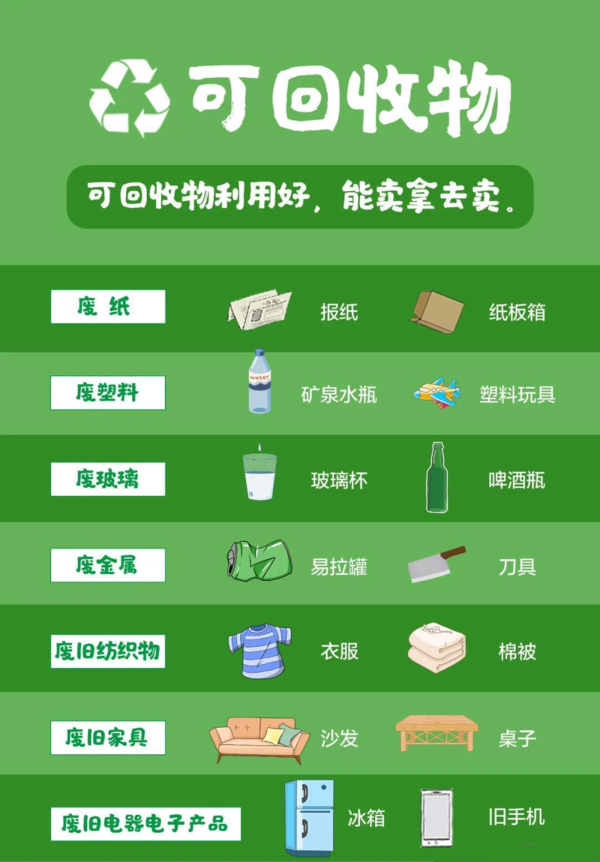 可回收物
可回收物利用好，能卖拿去卖。
废纸 报纸 纸板箱
废塑料 矿泉水瓶 塑料玩具
废玻璃 玻璃杯 啤酒瓶
废金属 易拉罐 刀具
废旧纺织物 衣服 棉被
废旧家具 沙发 桌子
废旧电器电子产品 冰箱 旧手机